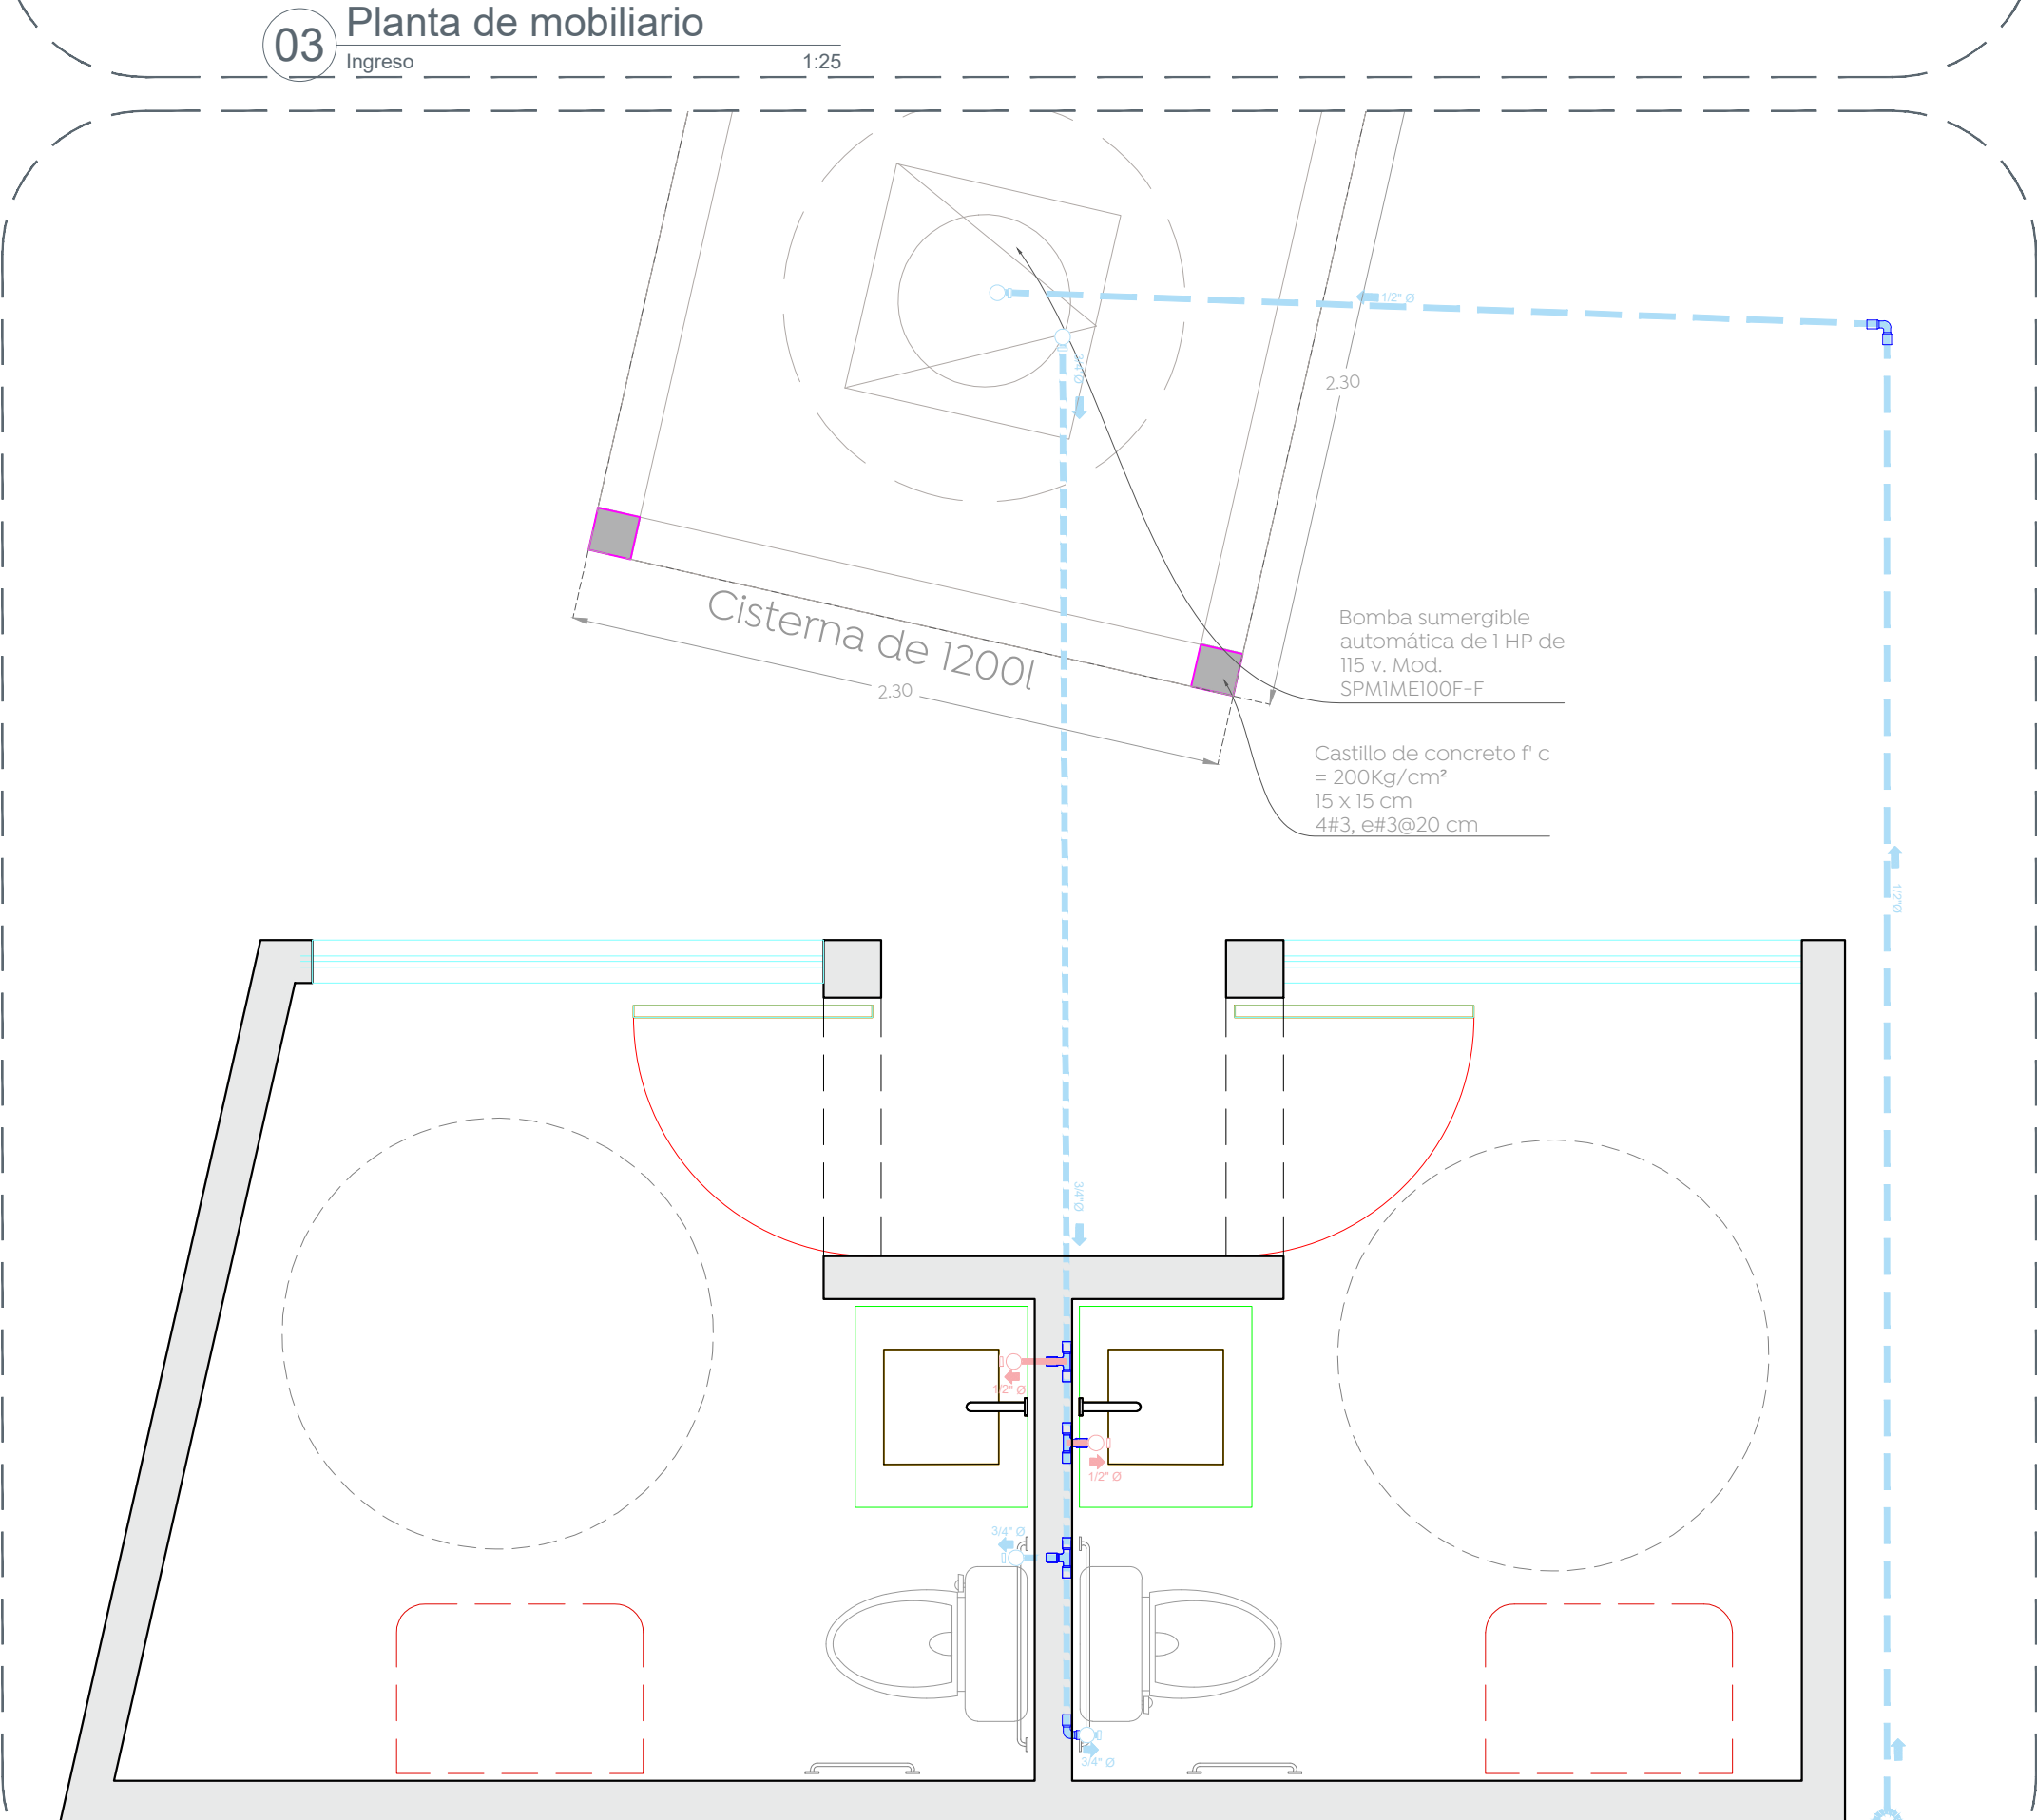 03
Planta de mobiliario
Ingreso 1:25
1/2" Ø
3/4" Ø
2.30
Cisterna de 1200l
2.30
Bomba sumergible
automática de 1 HP de
115 v. Mod.
SPM1ME100F-F
Castillo de concreto f' c
= 200Kg/cm²
15 x 15 cm
4#3, e#3@20 cm
1/2"Ø
3/4"Ø
1/2" Ø
1/2" Ø
3/4" Ø
3/4" Ø